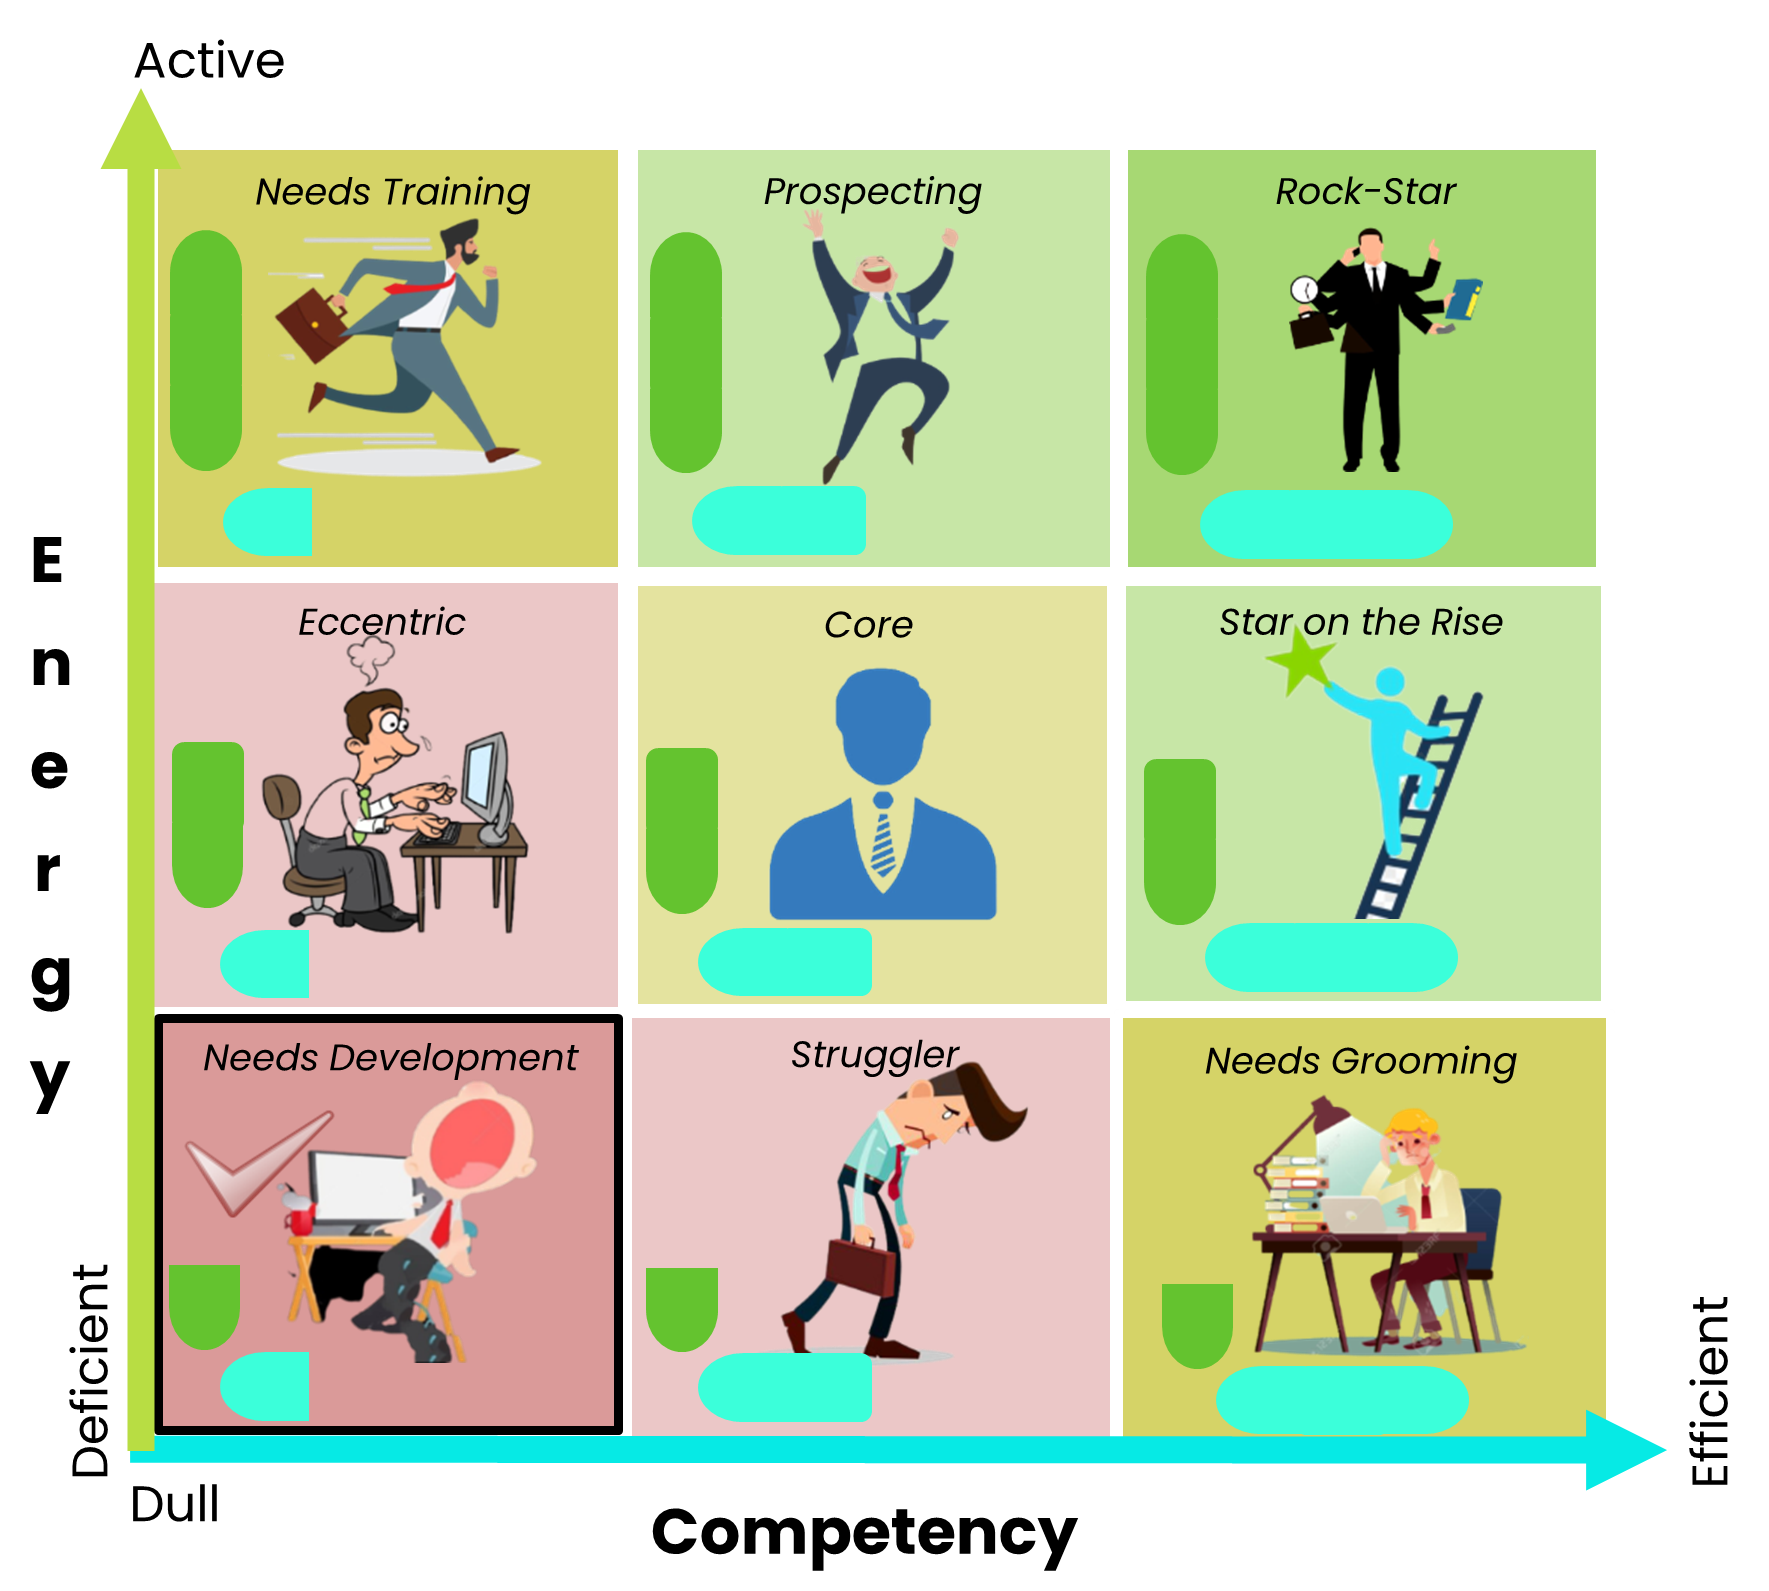 Active
Needs Training
Prospecting
Rock-Star
Energy
Eccentric
Core
Star on the Rise
Needs Development
Struggler
Needs Grooming
Deficient
Efficient
Dull
Competency